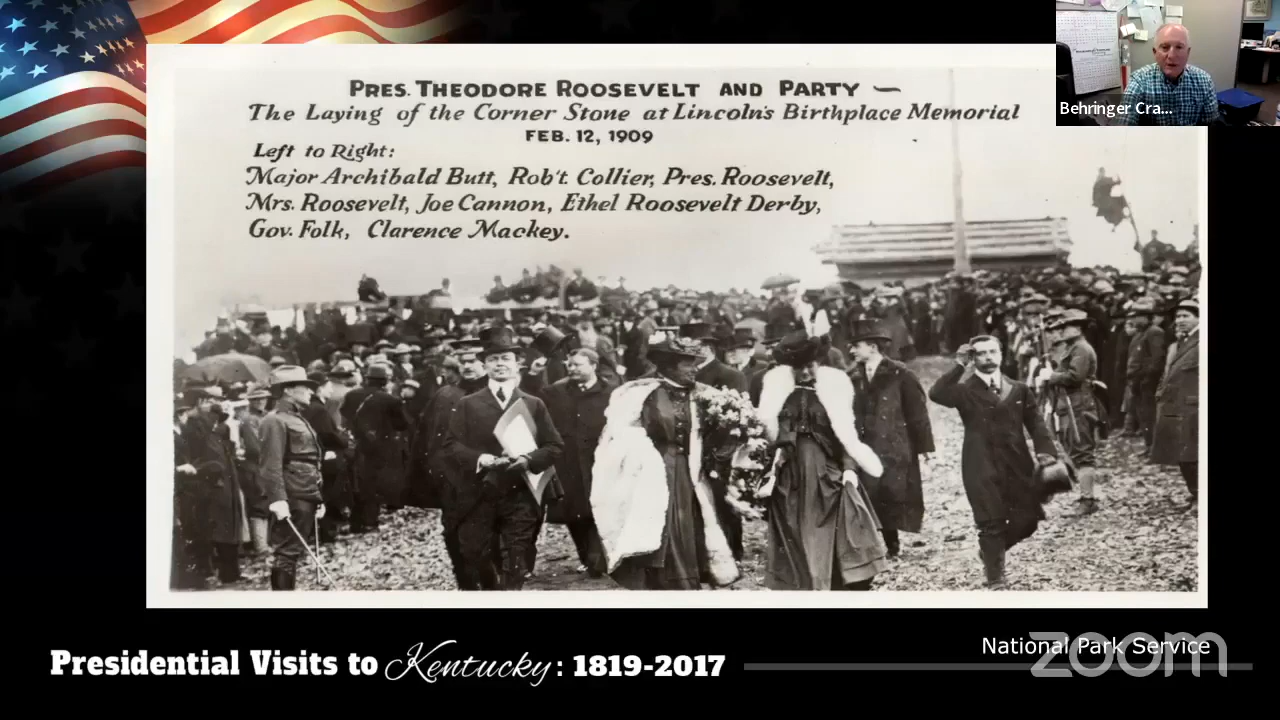 PRES. THEODORE ROOSEVELT AND PARTY —
The Laying of the Corner Stone at Lincoln's Birthplace Memorial
FEB. 12, 1909
Left to Right:
Major Archibald Butt, Rob't. Collier, Pres. Roosevelt,
Mrs. Roosevelt, Joe Cannon, Ethel Roosevelt Derby,
Gov. Folk, Clarence Mackey.
Behringer Cra...
National Park Service
zoom
Presidential Visits to Kentucky: 1819-2017